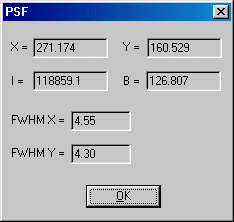 PSF
X = 271.174 Y = 160.529
I = 118859.1 B = 126.807
FWHM X = 4.55
FWHM Y = 4.30
OK